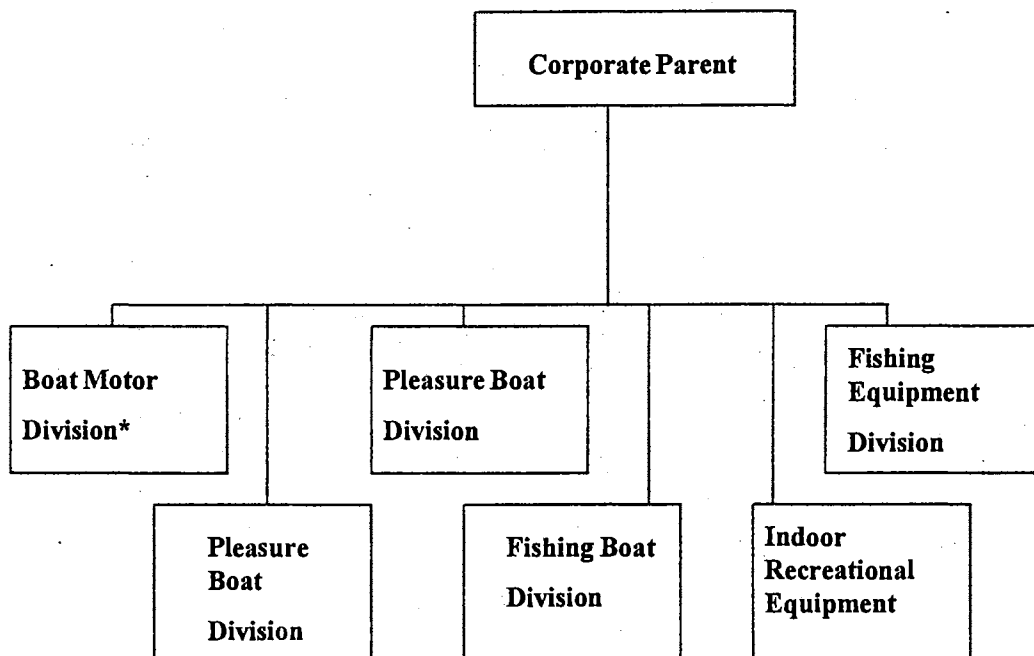 Corporate Parent
Boat Motor
Division*
Pleasure Boat
Division
Fishing
Equipment
Division
Pleasure
Boat
Division
Fishing Boat
Division
Indoor
Recreational
Equipment